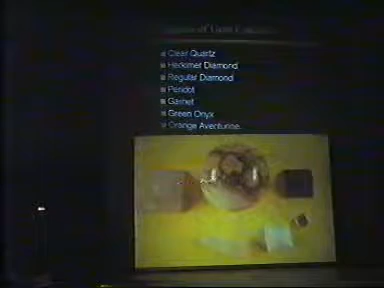 Clear Quartz
Herkimer Diamond
Regular Diamond
Peridot
Garnet
Green Onyx
Orange Aventurine